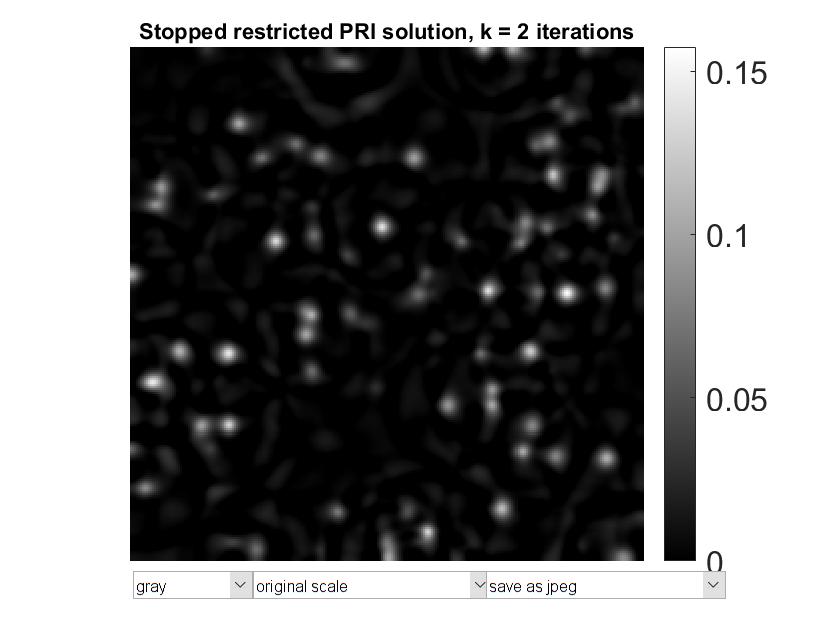 Stopped restricted PRI solution, k = 2 iterations
0.15
0.1
0.05
0
gray original scale save as jpeg